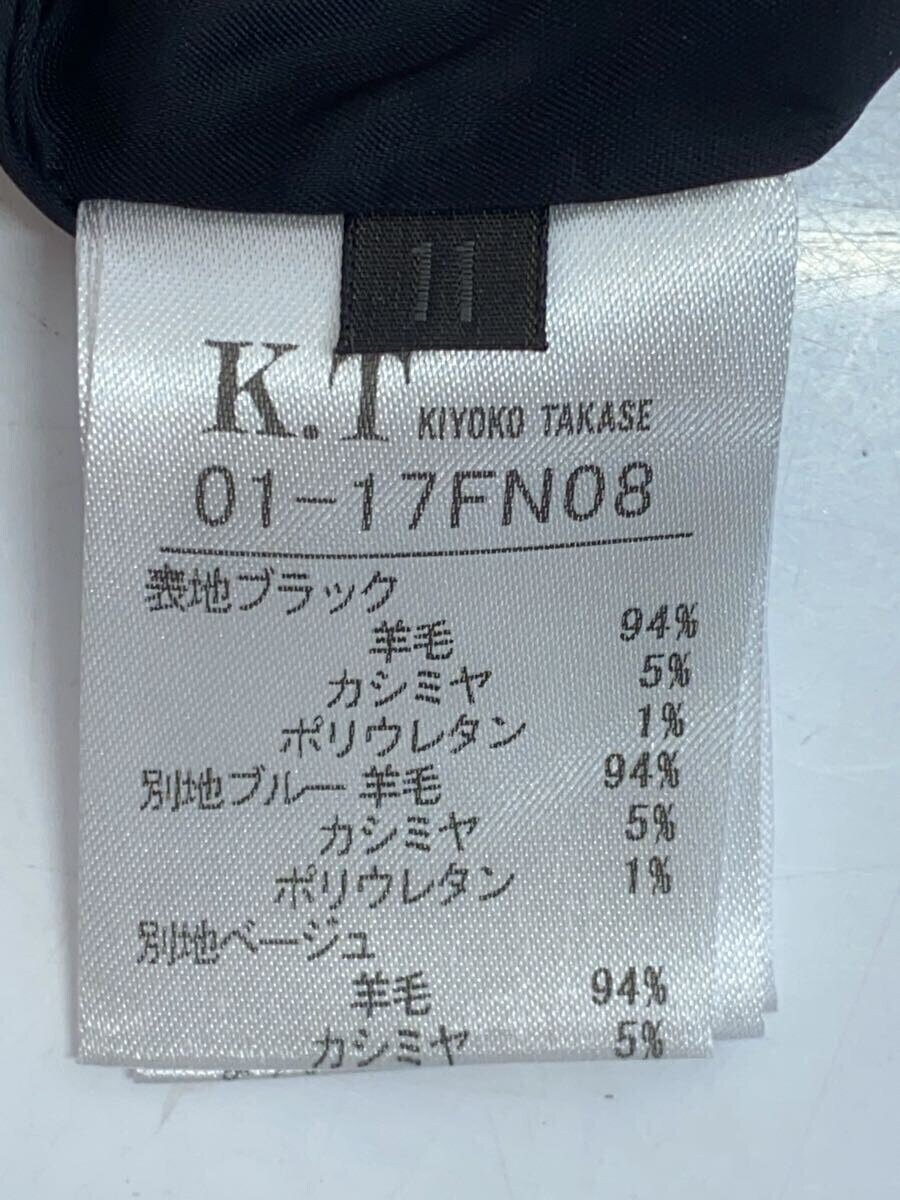 11
K.T KIYOKO TAKASE
01-17FN08
表地ブラック
羊毛 94%
カシミヤ 5%
ポリウレタン 1%
別地ブルー 羊毛 94%
カシミヤ 5%
ポリウレタン 1%
別地ベージュ
羊毛 94%
カシミヤ 5%